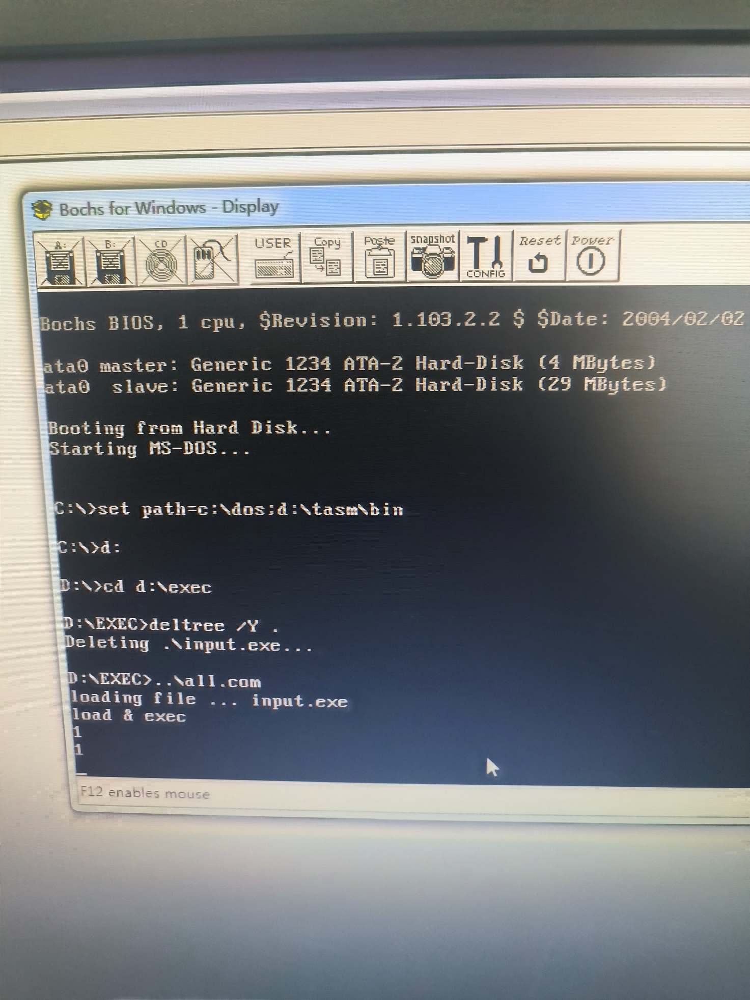 Bochs for Windows - Display
A: B: CD USER Copy Paste snapshot CONFIG Reset Power
Bochs BIOS, 1 cpu, $Revision: 1.103.2.2 $ $Date: 2004/02/02
ata0 master: Generic 1234 ATA-2 Hard-Disk (4 MBytes)
ata0 slave: Generic 1234 ATA-2 Hard-Disk (29 MBytes)
Booting from Hard Disk...
Starting MS-DOS...
C:\>set path=c:\dos;d:\tasm\bin
C:\>d:
D:\>cd d:\exec
D:\EXEC>deltree /Y .
Deleting .\input.exe...
D:\EXEC>..\all.com
loading file ... input.exe
load & exec
1
1
F12 enables mouse